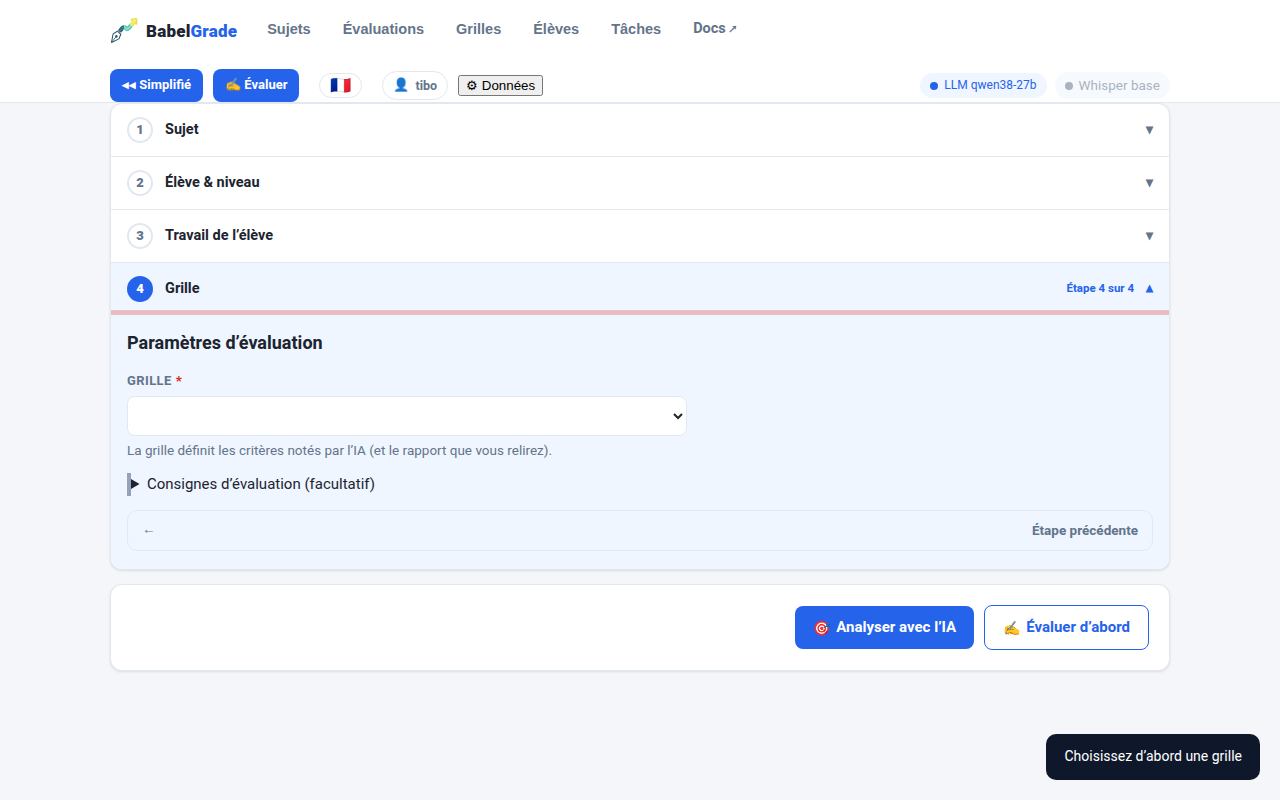 BabelGrade
Sujets
Évaluations
Grilles
Élèves
Tâches
Docs ↗
◀◀ Simplifié
✍ Évaluer
tibo
⚙ Données
LLM qwen38-27b
Whisper base
1 Sujet ▼
2 Élève & niveau ▼
3 Travail de l’élève ▼
4 Grille Étape 4 sur 4 ▲
Paramètres d’évaluation
GRILLE *
La grille définit les critères notés par l’IA (et le rapport que vous relirez).
▶ Consignes d’évaluation (facultatif)
← Étape précédente
🎯 Analyser avec l’IA
✍ Évaluer d’abord
Choisissez d’abord une grille